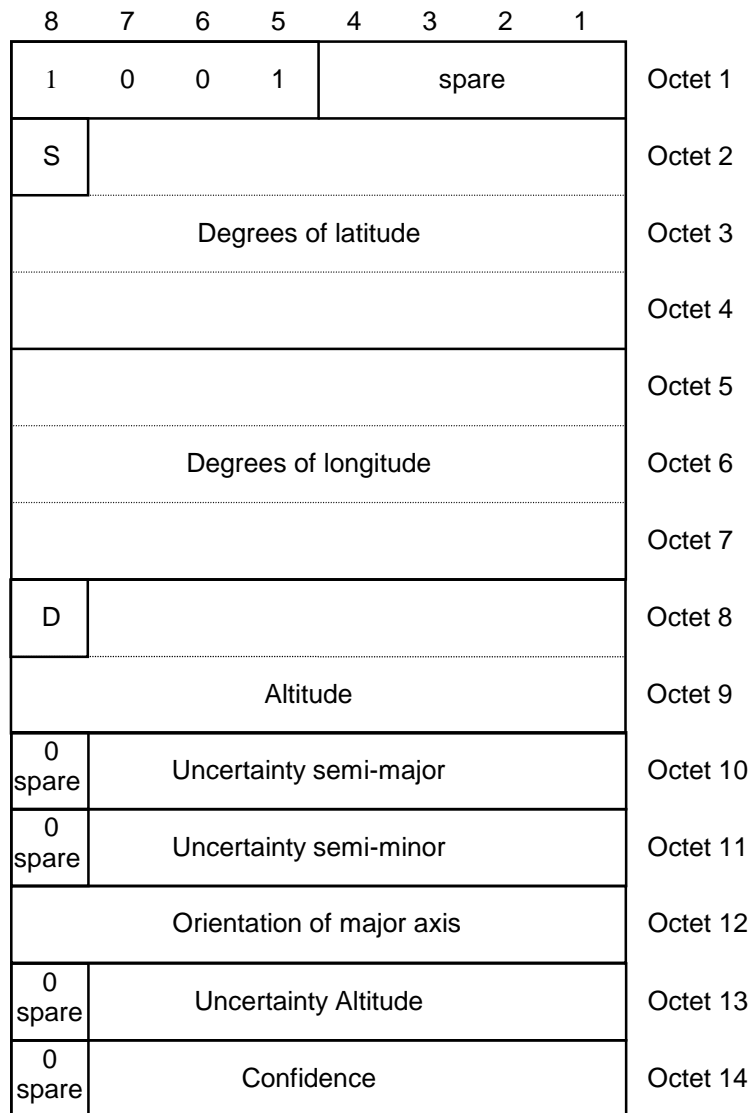 8 7 6 5 4 3 2 1
1 0 0 1 spare Octet 1
S Octet 2
Degrees of latitude Octet 3
Octet 4
Octet 5
Degrees of longitude Octet 6
Octet 7
D Octet 8
Altitude Octet 9
0
spare Uncertainty semi-major Octet 10
0
spare Uncertainty semi-minor Octet 11
Orientation of major axis Octet 12
0
spare Uncertainty Altitude Octet 13
0
spare Confidence Octet 14